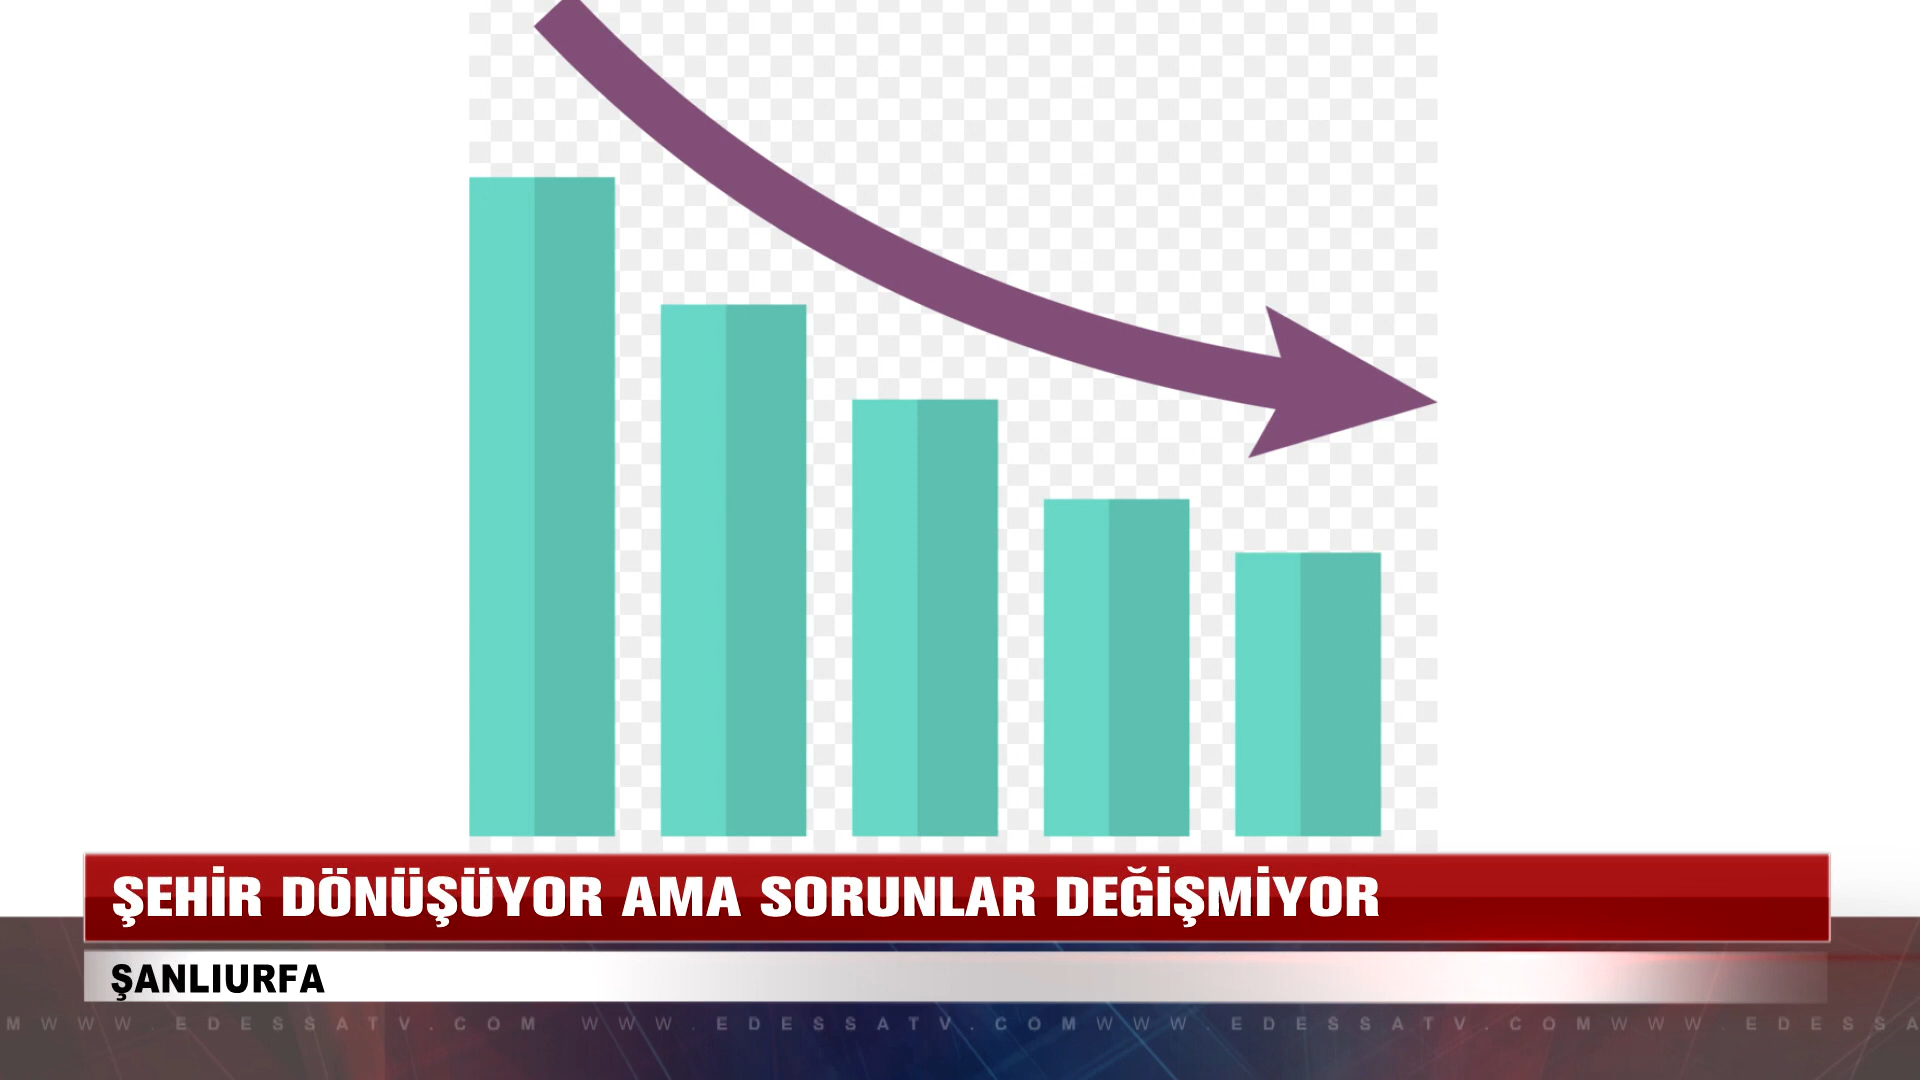 ŞEHİR DÖNÜŞÜYOR AMA SORUNLAR DEĞİŞMİYOR
ŞANLIURFA
M W W W . E D E S S A T V . C O M W W W . E D E S S A T V . C O M W W W . E D E S S A T V . C O M W W W . E D E S S A